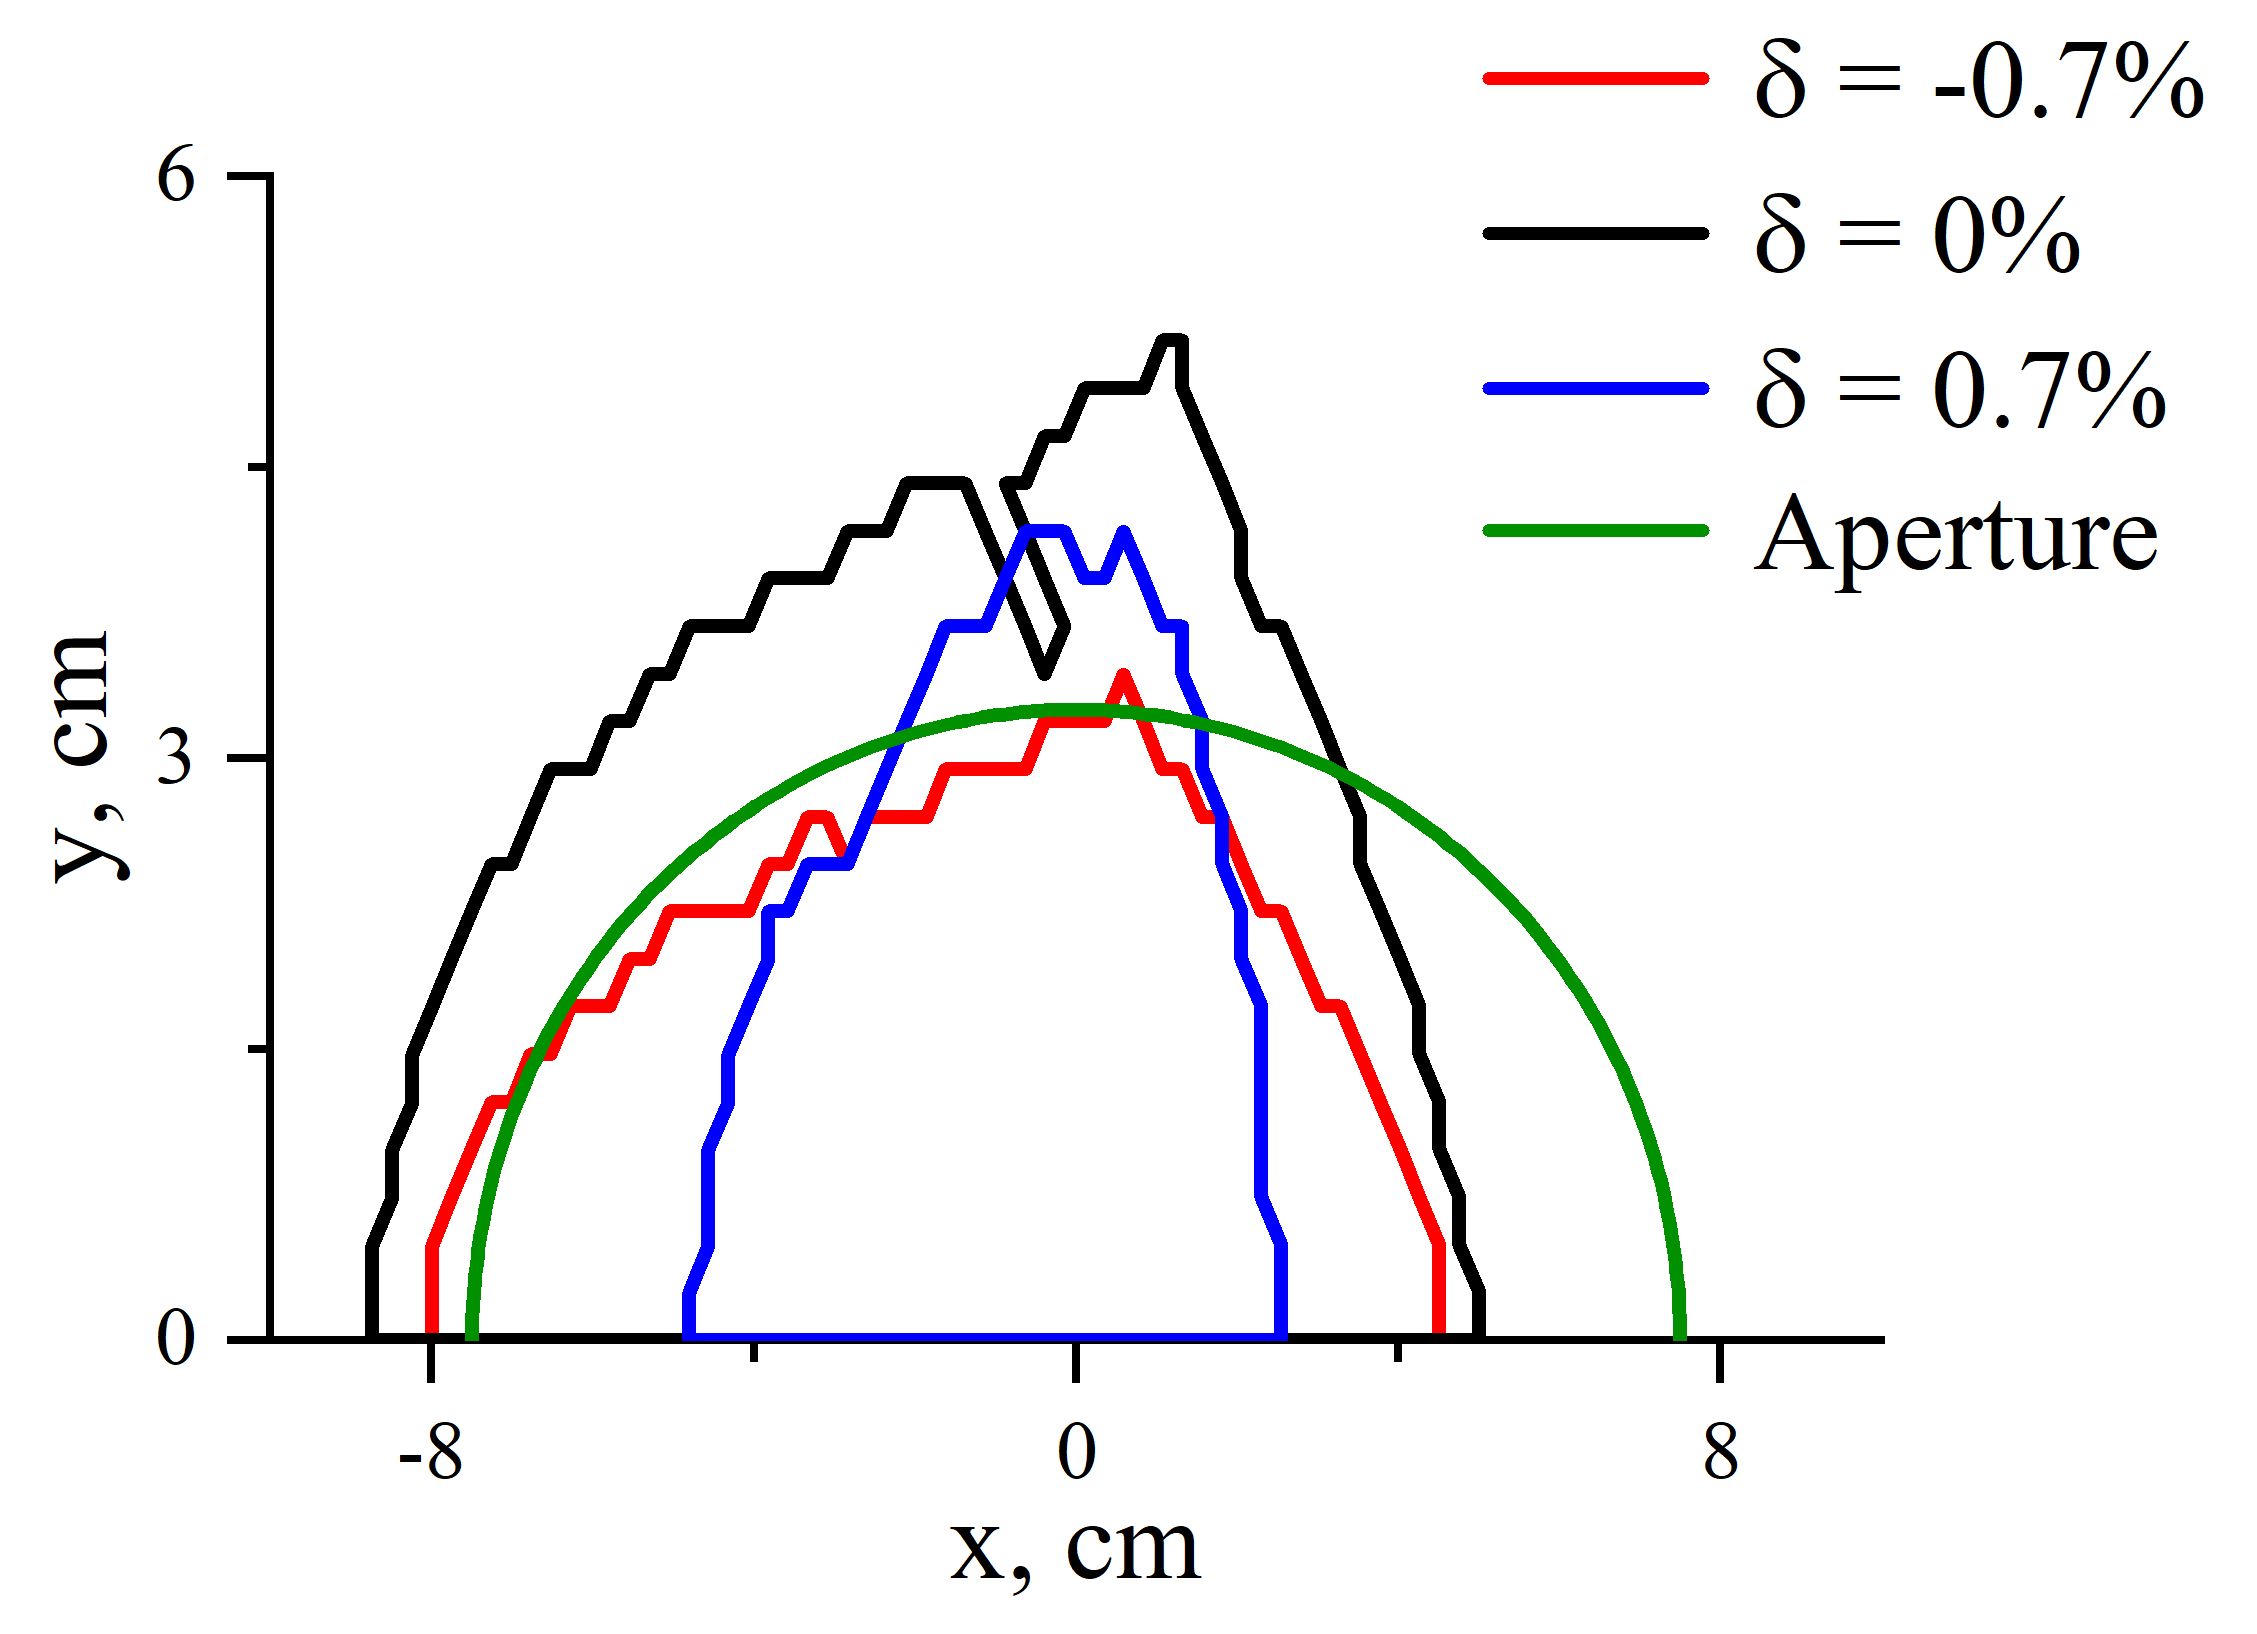 δ = -0.7%
δ = 0%
δ = 0.7%
Aperture
6
3
0
y, cm
-8 0 8
x, cm